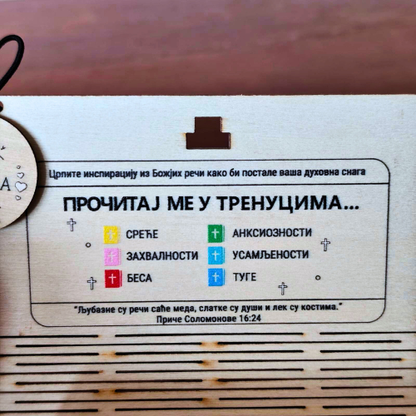 А
Црпите инспирацију из Божјих речи како би постале ваша духовна снага
ПРОЧИТАЈ МЕ У ТРЕНУЦИМА...
СРЕЋЕ
ЗАХВАЛНОСТИ
БЕСА
АНКСИОЗНОСТИ
УСАМЉЕНОСТИ
ТУГЕ
"Љубазне су речи саће меда, слатке су души и лек су костима."
Приче Соломонове 16:24